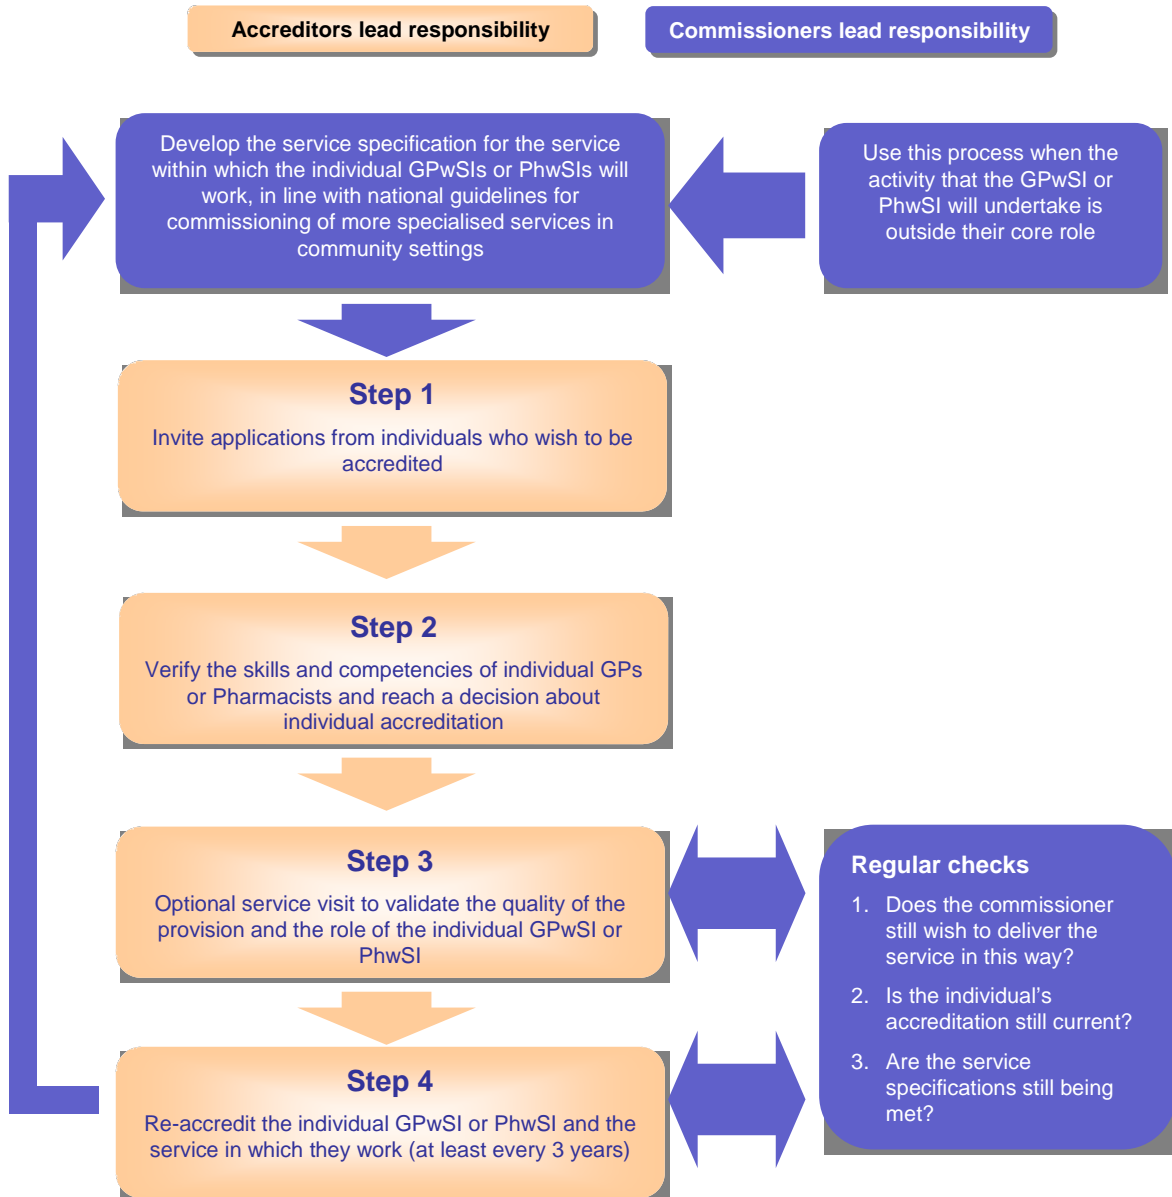 Accreditors lead responsibility
Commissioners lead responsibility
Develop the service specification for the service
within which the individual GPwSIs or PhwSIs will
work, in line with national guidelines for
commissioning of more specialised services in
community settings
Use this process when the
activity that the GPwSI or
PhwSI will undertake is
outside their core role
Step 1
Invite applications from individuals who wish to be
accredited
Step 2
Verify the skills and competencies of individual GPs
or Pharmacists and reach a decision about
individual accreditation
Step 3
Optional service visit to validate the quality of the
provision and the role of the individual GPwSI or
PhwSI
Regular checks
1. Does the commissioner
still wish to deliver the
service in this way?
2. Is the individual's
accreditation still current?
3. Are the service
specifications still being
met?
Step 4
Re-accredit the individual GPwSI or PhwSI and the
service in which they work (at least every 3 years)